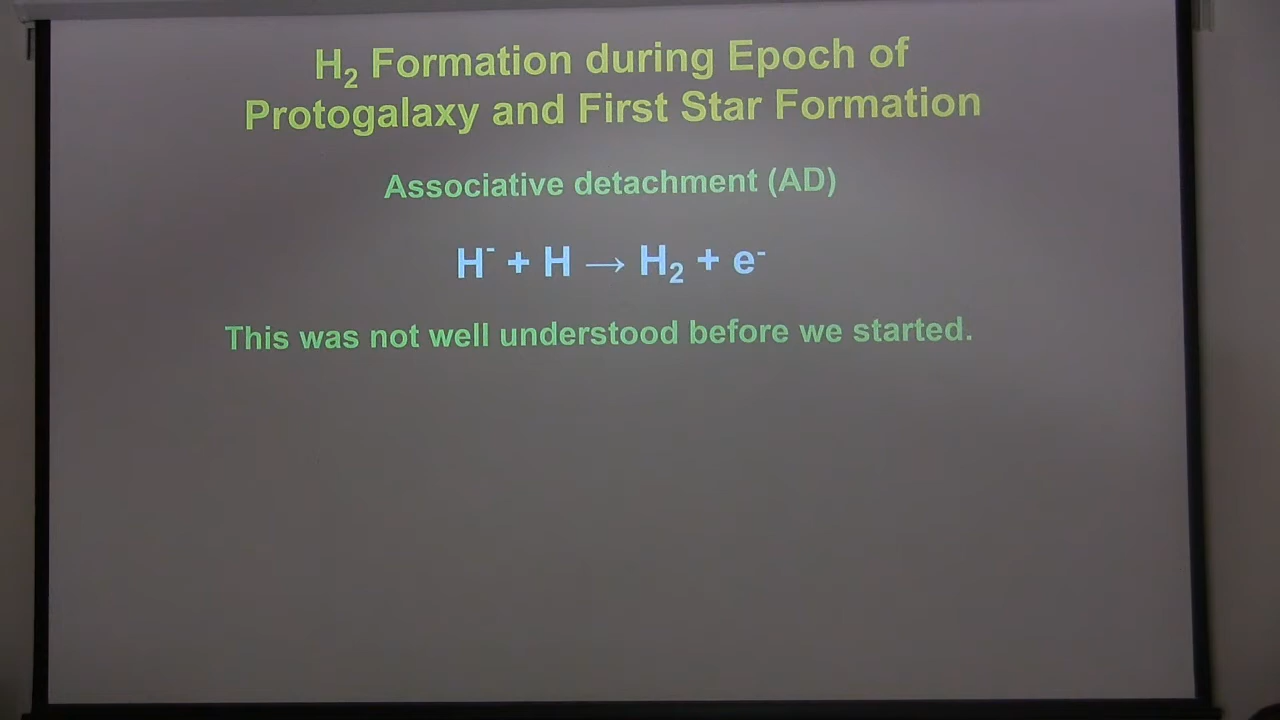 H₂ Formation during Epoch of
Protogalaxy and First Star Formation
Associative detachment (AD)
H⁻ + H → H₂ + e⁻
This was not well understood before we started.